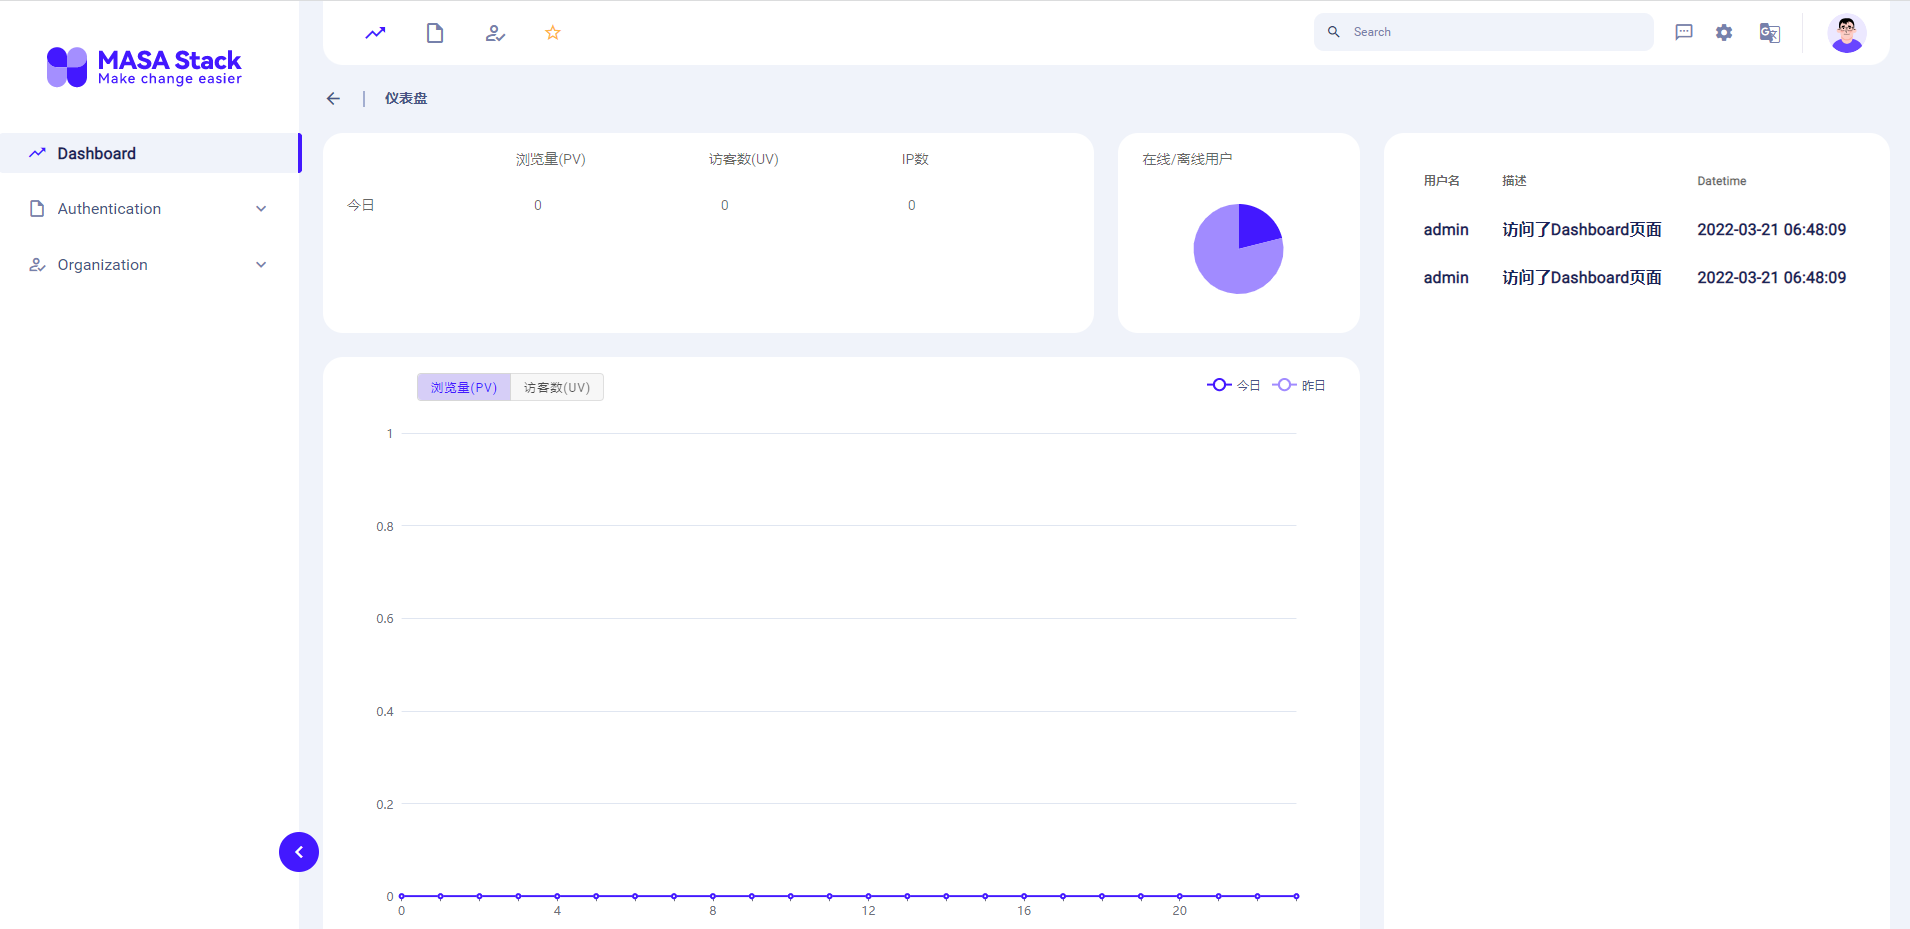 MASA Stack
Make change easier
Search
仪表盘
Dashboard
Authentication
Organization
浏览量(PV) 访客数(UV) IP数
今日 0 0 0
在线/离线用户
用户名 描述 Datetime
admin 访问了Dashboard页面 2022-03-21 06:48:09
admin 访问了Dashboard页面 2022-03-21 06:48:09
浏览量(PV) 访客数(UV)
今日 昨日
1
0.8
0.6
0.4
0.2
0
0 4 8 12 16 20